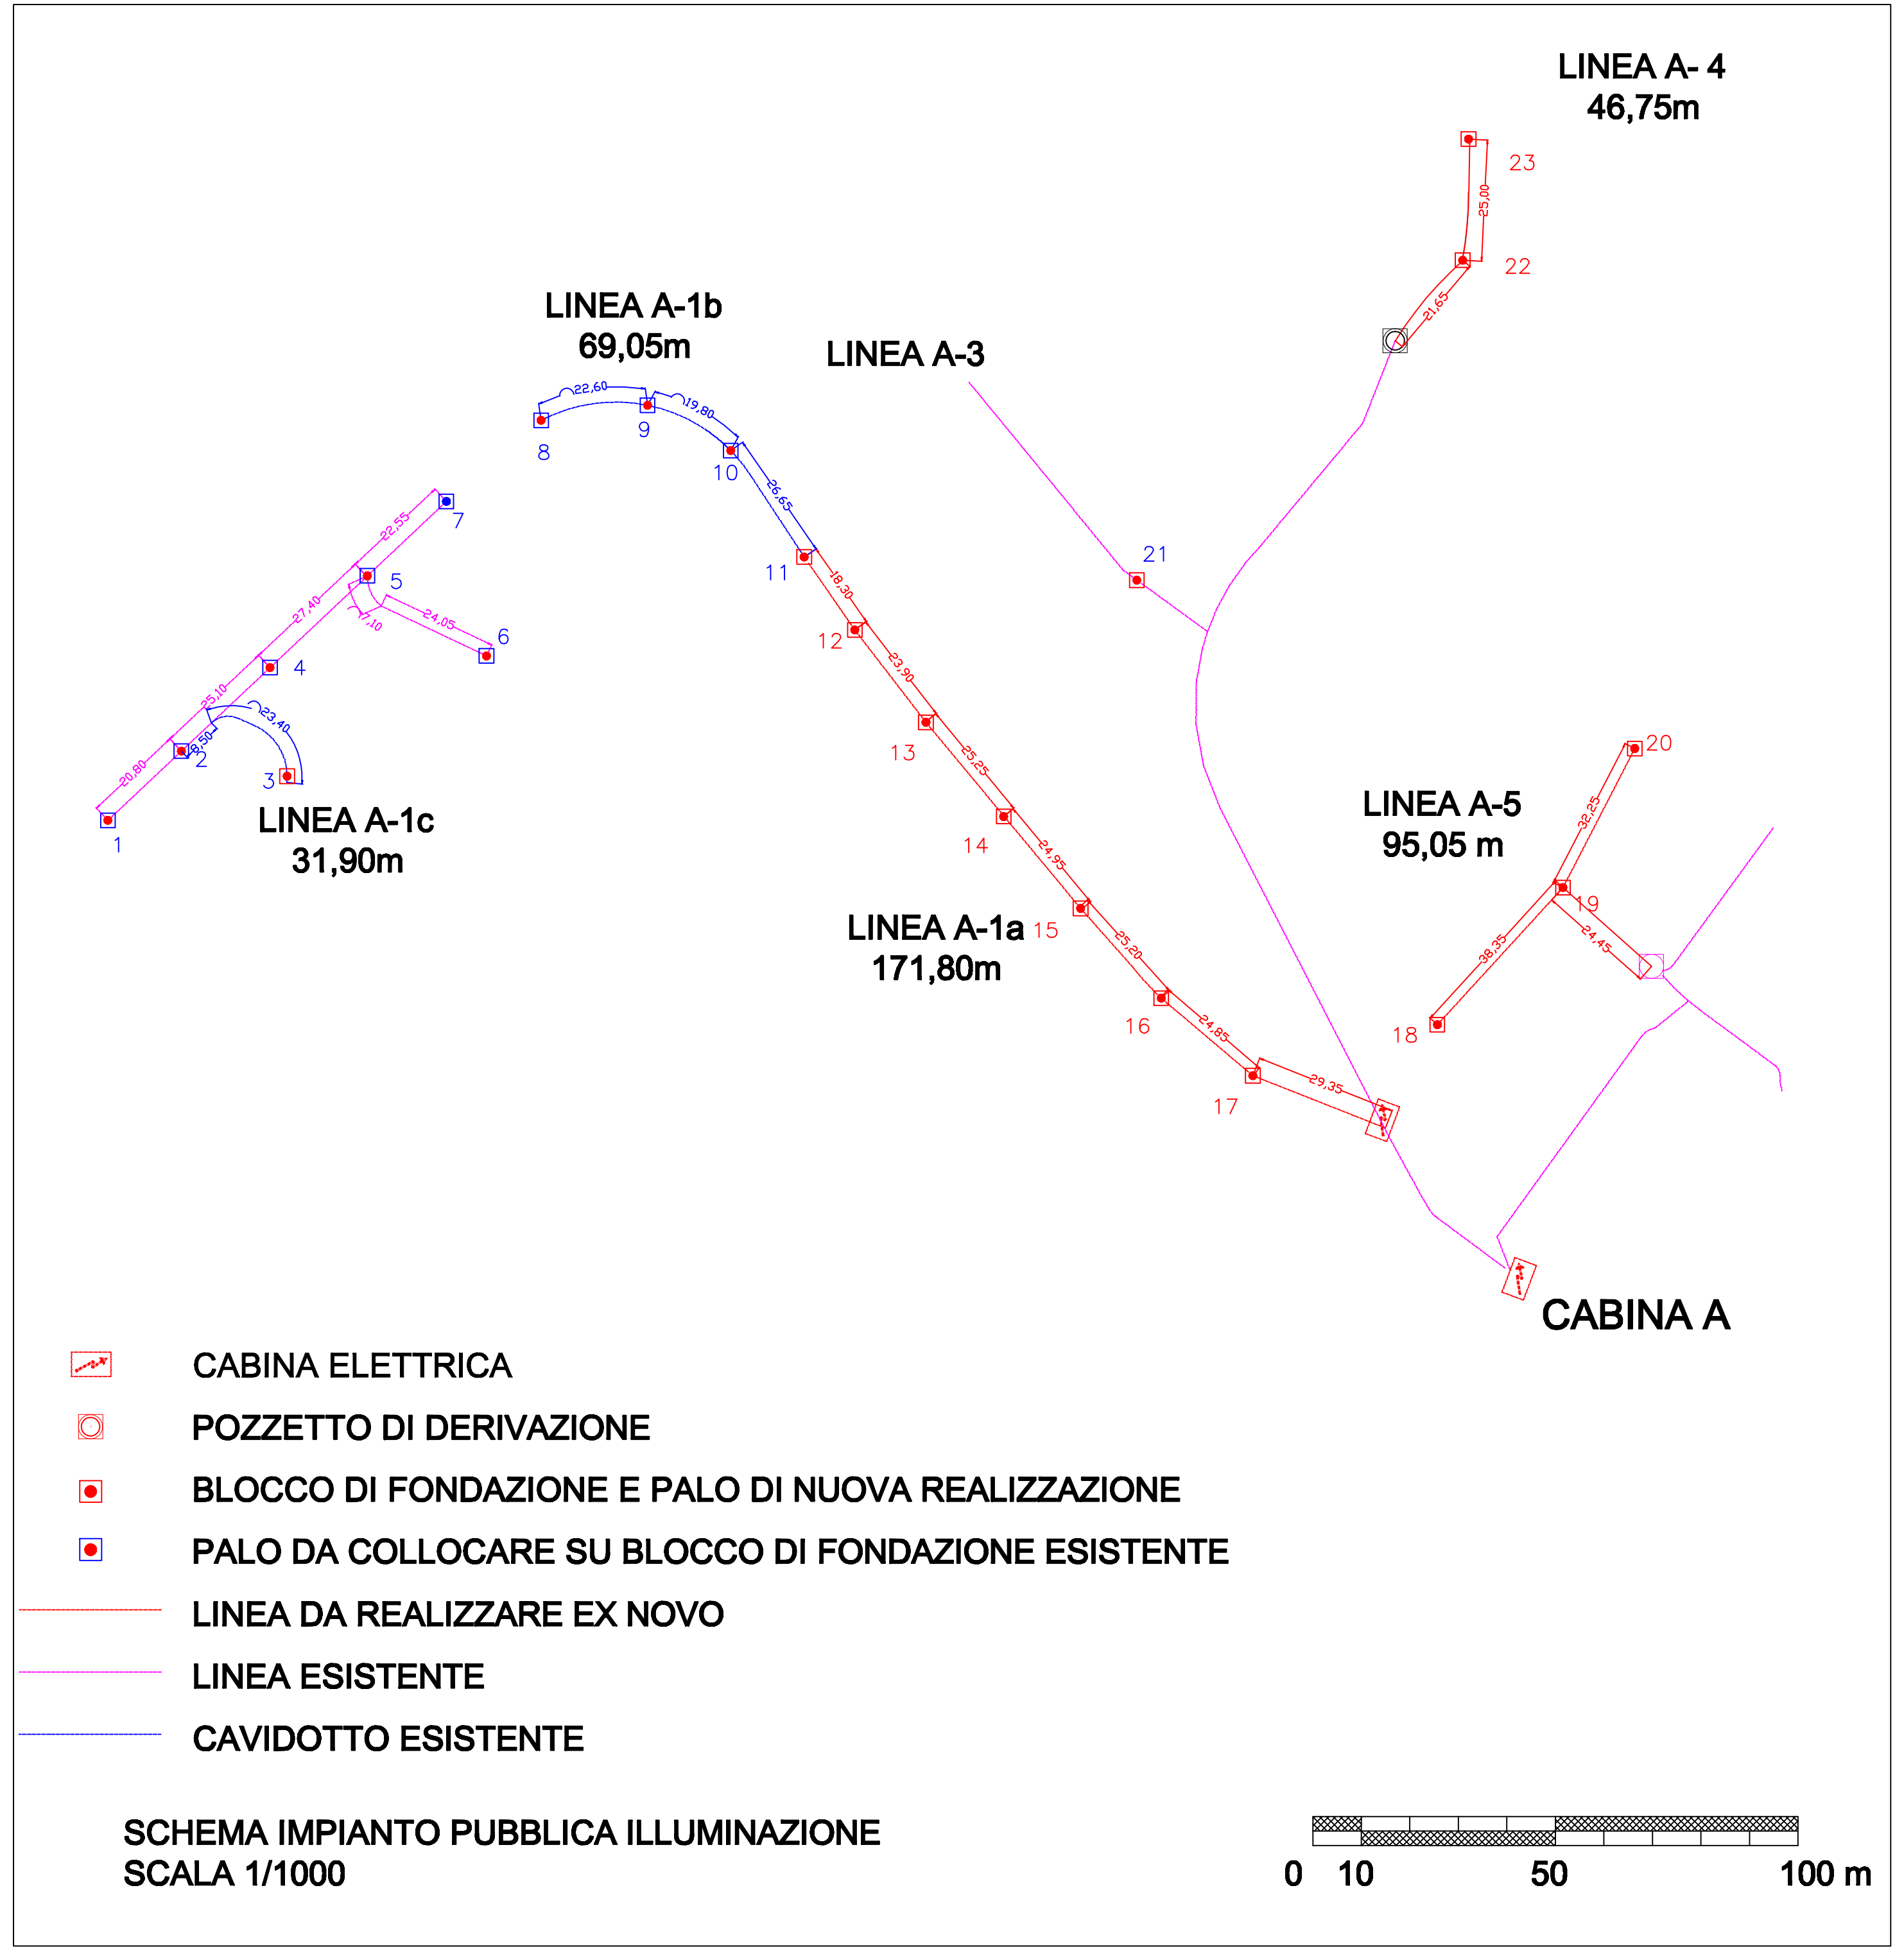 LINEA A- 4
46,75m
23
25,00
22
21,65
LINEA A-1b
69,05m
LINEA A-3
22,60
19,80
8
9
10
26,65
11
18,30
12
23,90
13
25,25
14
24,95
15
25,20
16
24,85
17
29,35
21
7
22,55
5
27,40
7,10
24,05
6
4
25,10
23,40
8,50
2
3
20,80
1
LINEA A-1c
31,90m
LINEA A-1a
171,80m
LINEA A-5
95,05 m
20
32,25
19
24,45
38,35
18
CABINA A
CABINA ELETTRICA
POZZETTO DI DERIVAZIONE
BLOCCO DI FONDAZIONE E PALO DI NUOVA REALIZZAZIONE
PALO DA COLLOCARE SU BLOCCO DI FONDAZIONE ESISTENTE
LINEA DA REALIZZARE EX NOVO
LINEA ESISTENTE
CAVIDOTTO ESISTENTE
SCHEMA IMPIANTO PUBBLICA ILLUMINAZIONE
SCALA 1/1000
0 10 50 100 m